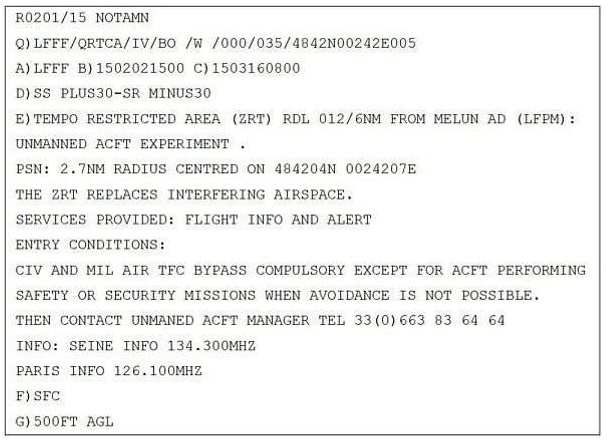 R0201/15 NOTAMN
Q)LFFF/QRTCA/IV/BO /W /000/035/4842N00242E005
A)LFFF B)1502021500 C)1503160800
D)SS PLUS30-SR MINUS30
E)TEMPO RESTRICTED AREA (ZRT) RDL 012/6NM FROM MELUN AD (LFPM):
UNMANNED ACFT EXPERIMENT .
PSN: 2.7NM RADIUS CENTRED ON 484204N 0024207E
THE ZRT REPLACES INTERFERING AIRSPACE.
SERVICES PROVIDED: FLIGHT INFO AND ALERT
ENTRY CONDITIONS:
CIV AND MIL AIR TFC BYPASS COMPULSORY EXCEPT FOR ACFT PERFORMING
SAFETY OR SECURITY MISSIONS WHEN AVOIDANCE IS NOT POSSIBLE.
THEN CONTACT UNMANED ACFT MANAGER TEL 33(0)663 83 64 64
INFO: SEINE INFO 134.300MHZ
PARIS INFO 126.100MHZ
F)SFC
G)500FT AGL